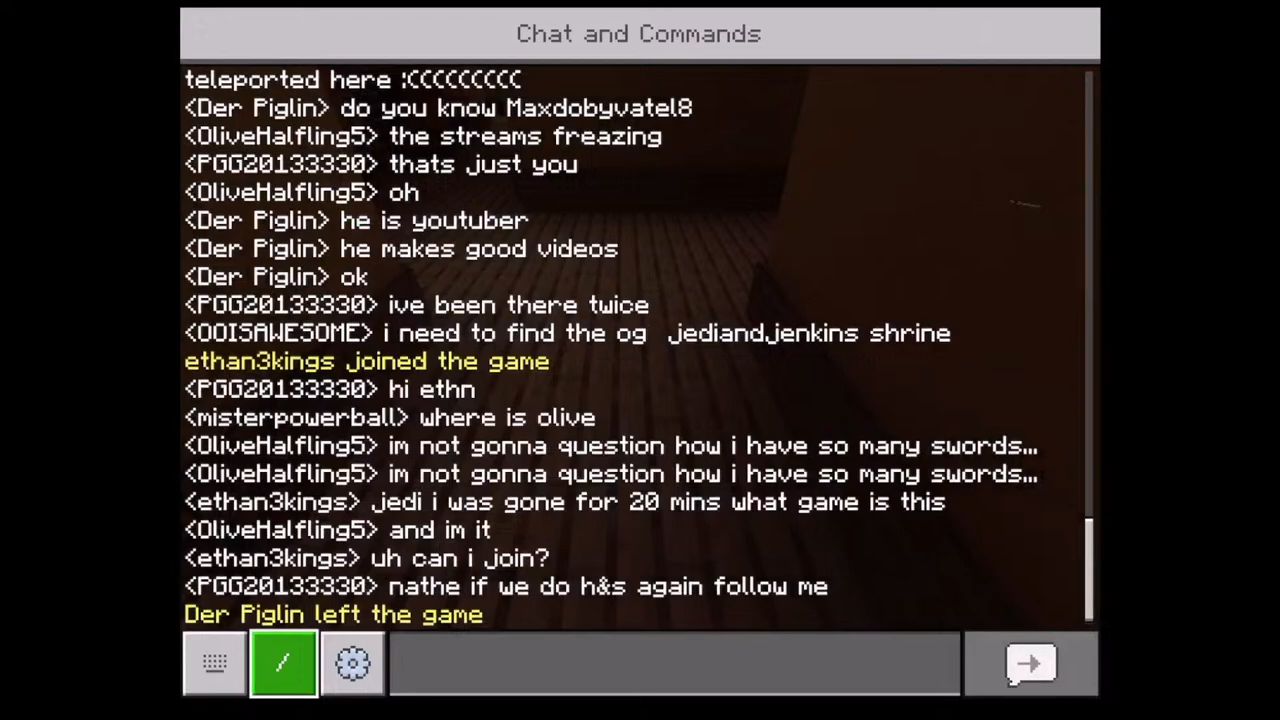 Chat and Commands
teleported here :CCCCCCCCC
<Der Piglin> do you know Maxdobyvatel8
<OliveHalfling5> the streams freazing
<PGG20133330> thats just you
<OliveHalfling5> oh
<Der Piglin> he is youtuber
<Der Piglin> he makes good videos
<Der Piglin> ok
<PGG20133330> ive been there twice
<OOISAWESOME> i need to find the og  jediandjenkins shrine
ethan3kings joined the game
<PGG20133330> hi ethn
<misterpowerball> where is olive
<OliveHalfling5> im not gonna question how i have so many swords...
<OliveHalfling5> im not gonna question how i have so many swords...
<ethan3kings> jedi i was gone for 20 mins what game is this
<OliveHalfling5> and im it
<ethan3kings> uh can i join?
<PGG20133330> nathe if we do h&s again follow me
Der Piglin left the game
/